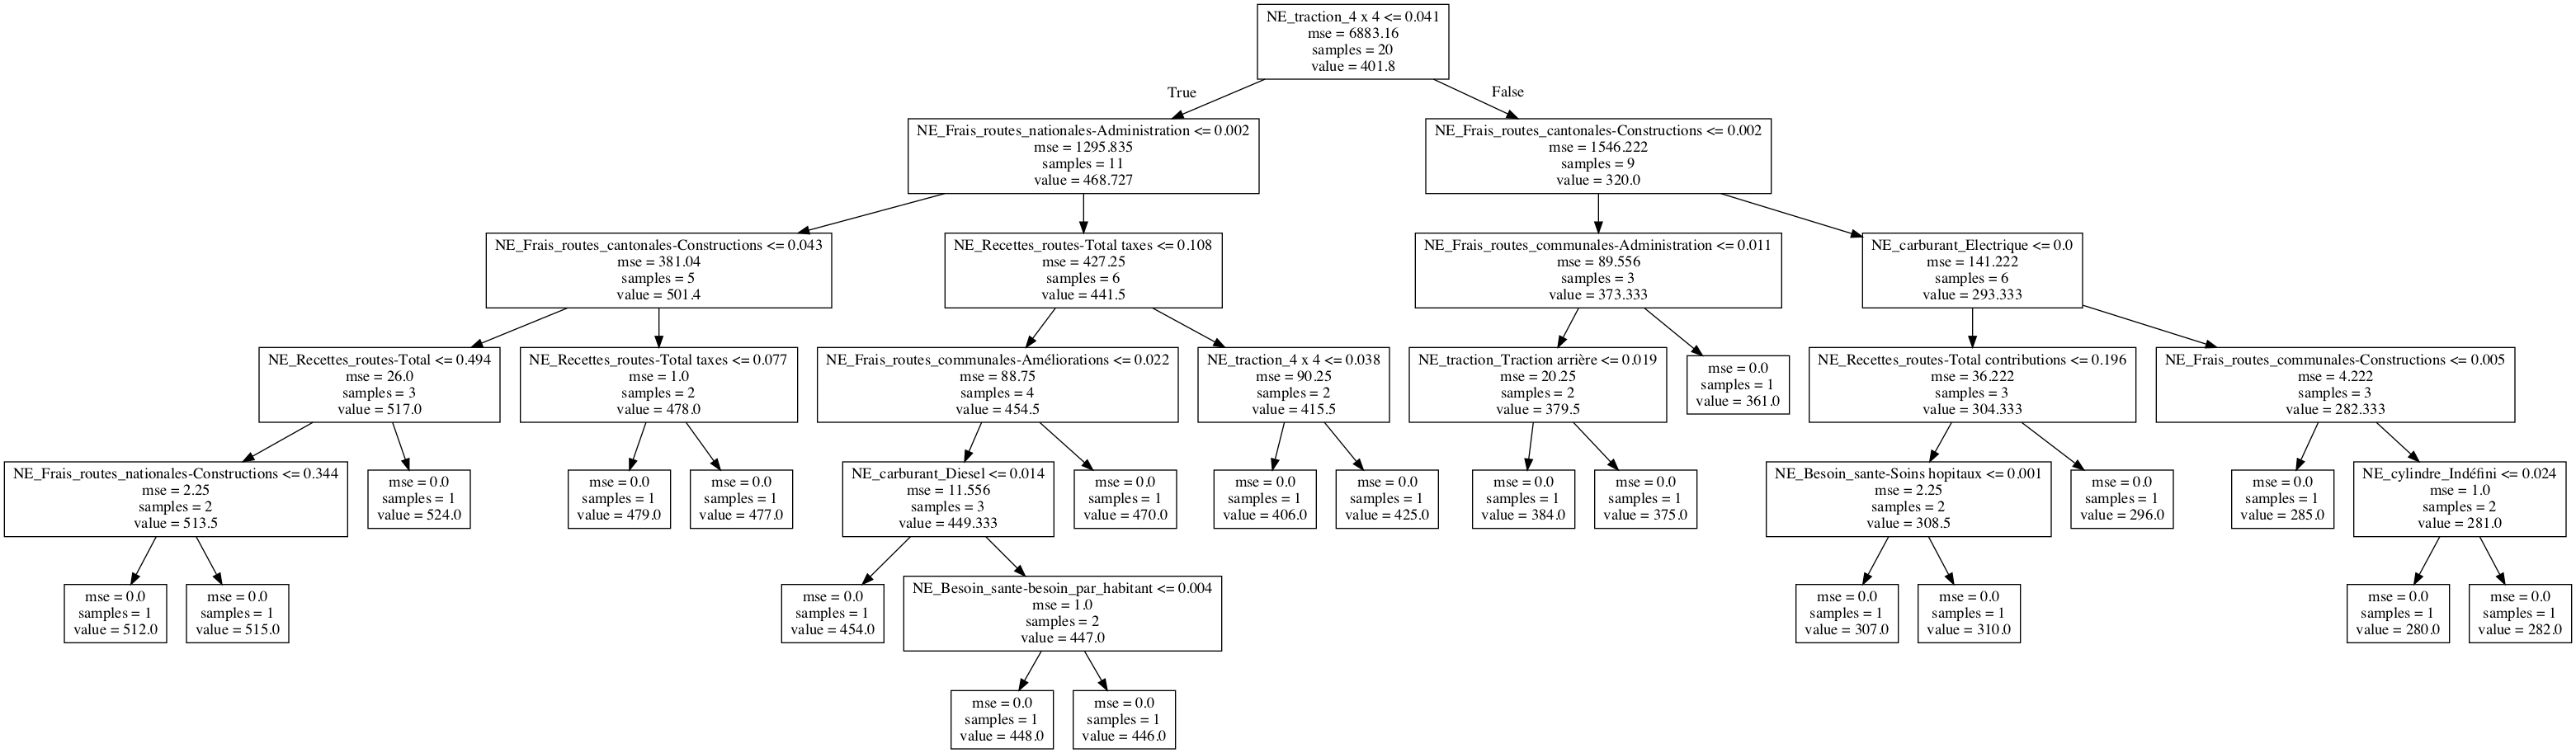 NE_traction_4 x 4 <= 0.041
mse = 6883.16
samples = 20
value = 401.8
True
False
NE_Frais_routes_nationales-Administration <= 0.002
mse = 1295.835
samples = 11
value = 468.727
NE_Frais_routes_cantonales-Constructions <= 0.002
mse = 1546.222
samples = 9
value = 320.0
NE_Frais_routes_cantonales-Constructions <= 0.043
mse = 381.04
samples = 5
value = 501.4
NE_Recettes_routes-Total taxes <= 0.108
mse = 427.25
samples = 6
value = 441.5
NE_Frais_routes_communales-Administration <= 0.011
mse = 89.556
samples = 3
value = 373.333
NE_carburant_Electrique <= 0.0
mse = 141.222
samples = 6
value = 293.333
NE_Recettes_routes-Total <= 0.494
mse = 26.0
samples = 3
value = 517.0
NE_Recettes_routes-Total taxes <= 0.077
mse = 1.0
samples = 2
value = 478.0
NE_Frais_routes_communales-Améliorations <= 0.022
mse = 88.75
samples = 4
value = 454.5
NE_traction_4 x 4 <= 0.038
mse = 90.25
samples = 2
value = 415.5
NE_traction_Traction arrière <= 0.019
mse = 20.25
samples = 2
value = 379.5
mse = 0.0
samples = 1
value = 361.0
NE_Recettes_routes-Total contributions <= 0.196
mse = 36.222
samples = 3
value = 304.333
NE_Frais_routes_communales-Constructions <= 0.005
mse = 4.222
samples = 3
value = 282.333
NE_Frais_routes_nationales-Constructions <= 0.344
mse = 2.25
samples = 2
value = 513.5
mse = 0.0
samples = 1
value = 524.0
mse = 0.0
samples = 1
value = 479.0
mse = 0.0
samples = 1
value = 477.0
NE_carburant_Diesel <= 0.014
mse = 11.556
samples = 3
value = 449.333
mse = 0.0
samples = 1
value = 470.0
mse = 0.0
samples = 1
value = 406.0
mse = 0.0
samples = 1
value = 425.0
mse = 0.0
samples = 1
value = 384.0
mse = 0.0
samples = 1
value = 375.0
NE_Besoin_sante-Soins hopitaux <= 0.001
mse = 2.25
samples = 2
value = 308.5
mse = 0.0
samples = 1
value = 296.0
mse = 0.0
samples = 1
value = 285.0
NE_cylindre_Indéfini <= 0.024
mse = 1.0
samples = 2
value = 281.0
mse = 0.0
samples = 1
value = 512.0
mse = 0.0
samples = 1
value = 515.0
mse = 0.0
samples = 1
value = 454.0
NE_Besoin_sante-besoin_par_habitant <= 0.004
mse = 1.0
samples = 2
value = 447.0
mse = 0.0
samples = 1
value = 307.0
mse = 0.0
samples = 1
value = 310.0
mse = 0.0
samples = 1
value = 280.0
mse = 0.0
samples = 1
value = 282.0
mse = 0.0
samples = 1
value = 448.0
mse = 0.0
samples = 1
value = 446.0